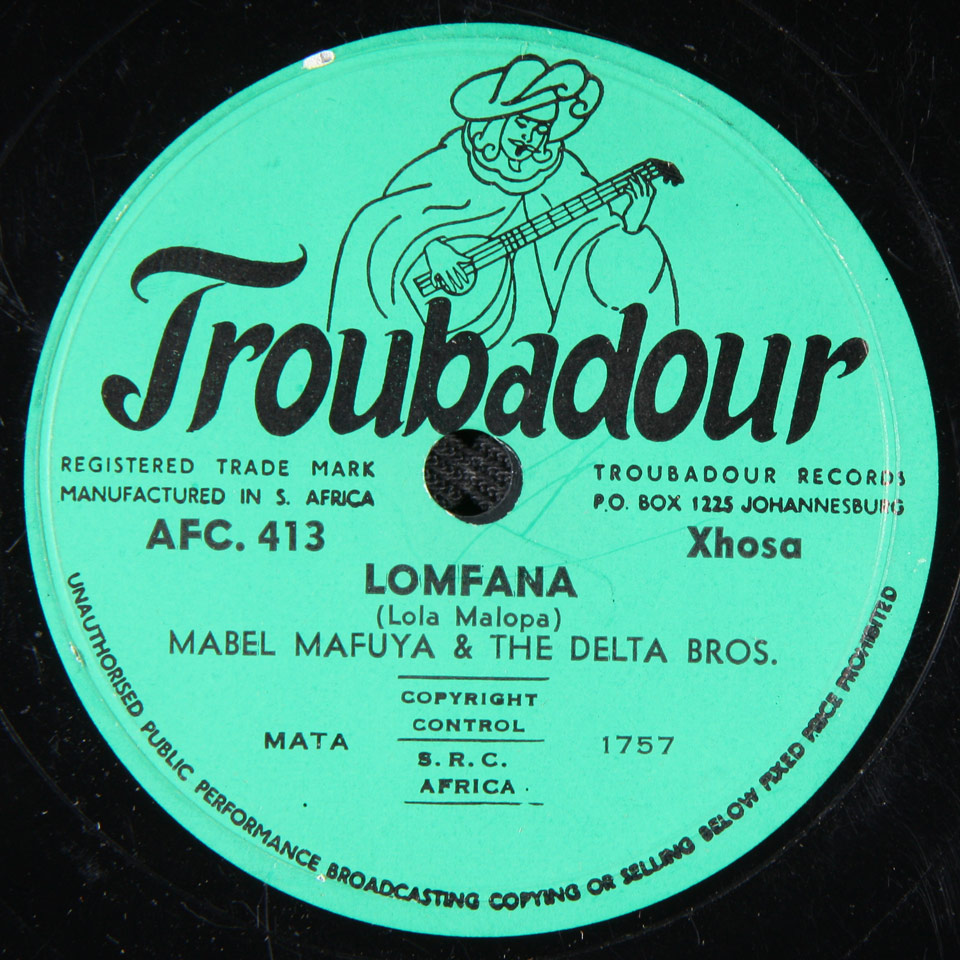 Troubadour
REGISTERED TRADE MARK
MANUFACTURED IN S. AFRICA
TROUBADOUR RECORDS
P.O. BOX 1225 JOHANNESBURG
AFC. 413
Xhosa
LOMFANA
(Lola Malopa)
MABEL MAFUYA & THE DELTA BROS.
COPYRIGHT
CONTROL
MATA
1757
S. R. C.
AFRICA
UNAUTHORISED PUBLIC PERFORMANCE BROADCASTING COPYING OR SELLING BELOW FIXED PRICE PROHIBITED